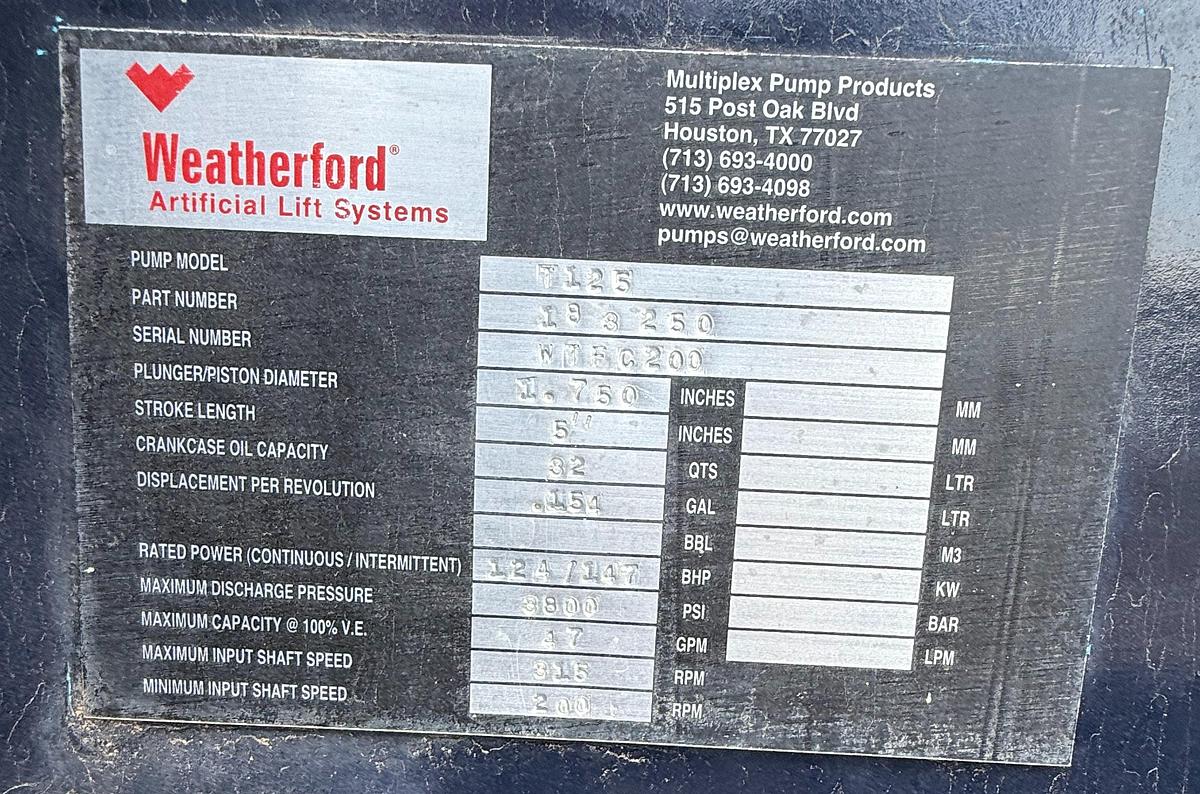 Weatherford®
Artificial Lift Systems
Multiplex Pump Products
515 Post Oak Blvd
Houston, TX 77027
(713) 693-4000
(713) 693-4098
www.weatherford.com
pumps@weatherford.com
PUMP MODEL T125
PART NUMBER 183250
SERIAL NUMBER
PLUNGER/PISTON DIAMETER 1.750 INCHES MM
STROKE LENGTH 5" INCHES MM
CRANKCASE OIL CAPACITY 32 QTS LTR
DISPLACEMENT PER REVOLUTION .154 GAL LTR
BBL M3
RATED POWER (CONTINUOUS / INTERMITTENT) 124/147 BHP KW
MAXIMUM DISCHARGE PRESSURE 3800 PSI BAR
MAXIMUM CAPACITY @ 100% V.E. 47 GPM LPM
MAXIMUM INPUT SHAFT SPEED 315 RPM
MINIMUM INPUT SHAFT SPEED 200 RPM